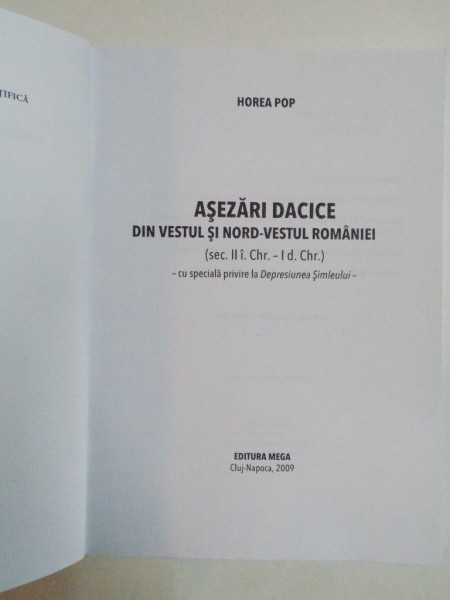 ȚIFICĂ
HOREA POP
AŞEZĂRI DACICE
DIN VESTUL ŞI NORD-VESTUL ROMÂNIEI
(sec. II î. Chr. – I d. Chr.)
– cu specială privire la Depresiunea Şimleului –
EDITURA MEGA
Cluj-Napoca, 2009